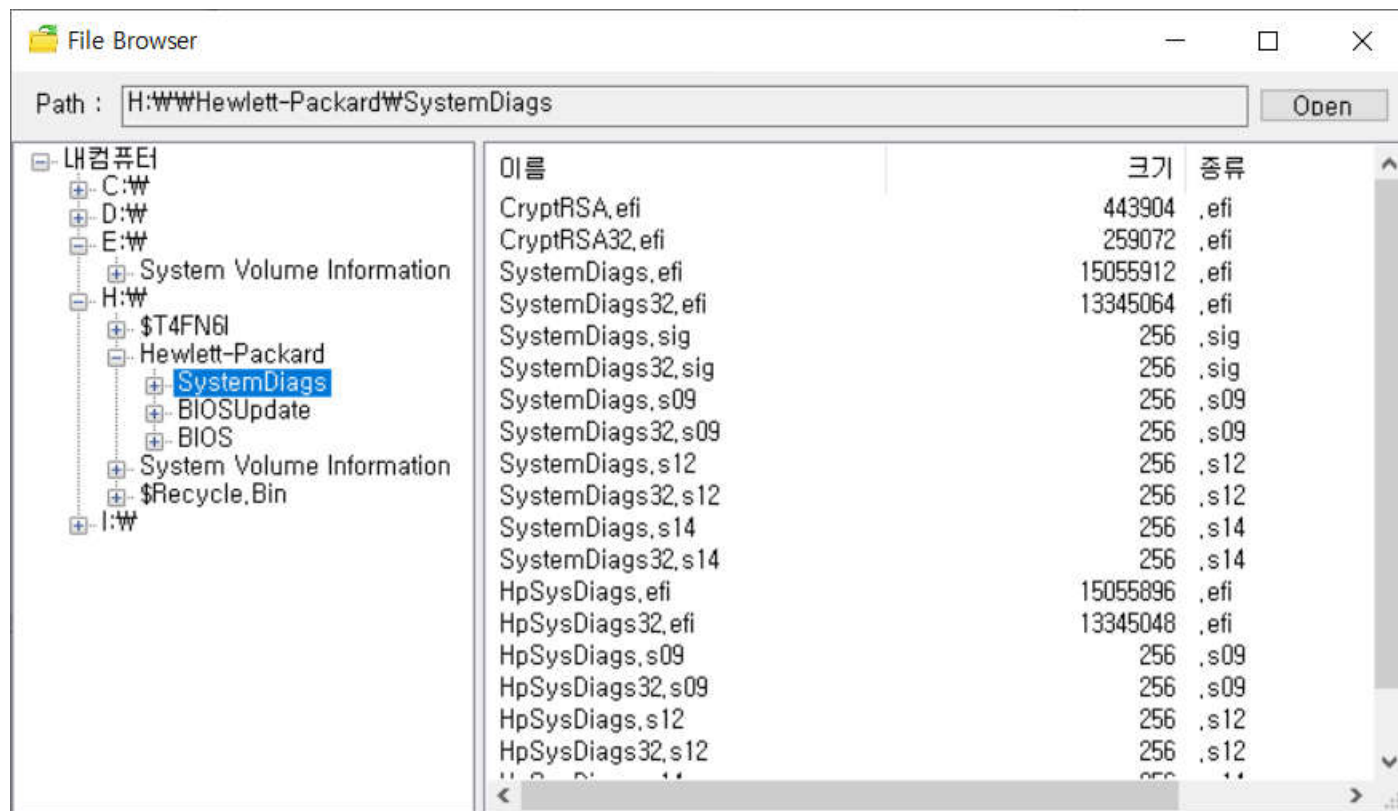 File Browser
Path : H:₩₩Hewlett-Packard₩SystemDiags Open
내컴퓨터
C:₩
D:₩
E:₩
System Volume Information
H:₩
$T4FN6I
Hewlett-Packard
SystemDiags
BIOSUpdate
BIOS
System Volume Information
$Recycle.Bin
I:₩
이름 크기 종류
CryptRSA.efi 443904 .efi
CryptRSA32.efi 259072 .efi
SystemDiags.efi 15055912 .efi
SystemDiags32.efi 13345064 .efi
SystemDiags.sig 256 .sig
SystemDiags32.sig 256 .sig
SystemDiags.s09 256 .s09
SystemDiags32.s09 256 .s09
SystemDiags.s12 256 .s12
SystemDiags32.s12 256 .s12
SystemDiags.s14 256 .s14
SystemDiags32.s14 256 .s14
HpSysDiags.efi 15055896 .efi
HpSysDiags32.efi 13345048 .efi
HpSysDiags.s09 256 .s09
HpSysDiags32.s09 256 .s09
HpSysDiags.s12 256 .s12
HpSysDiags32.s12 256 .s12